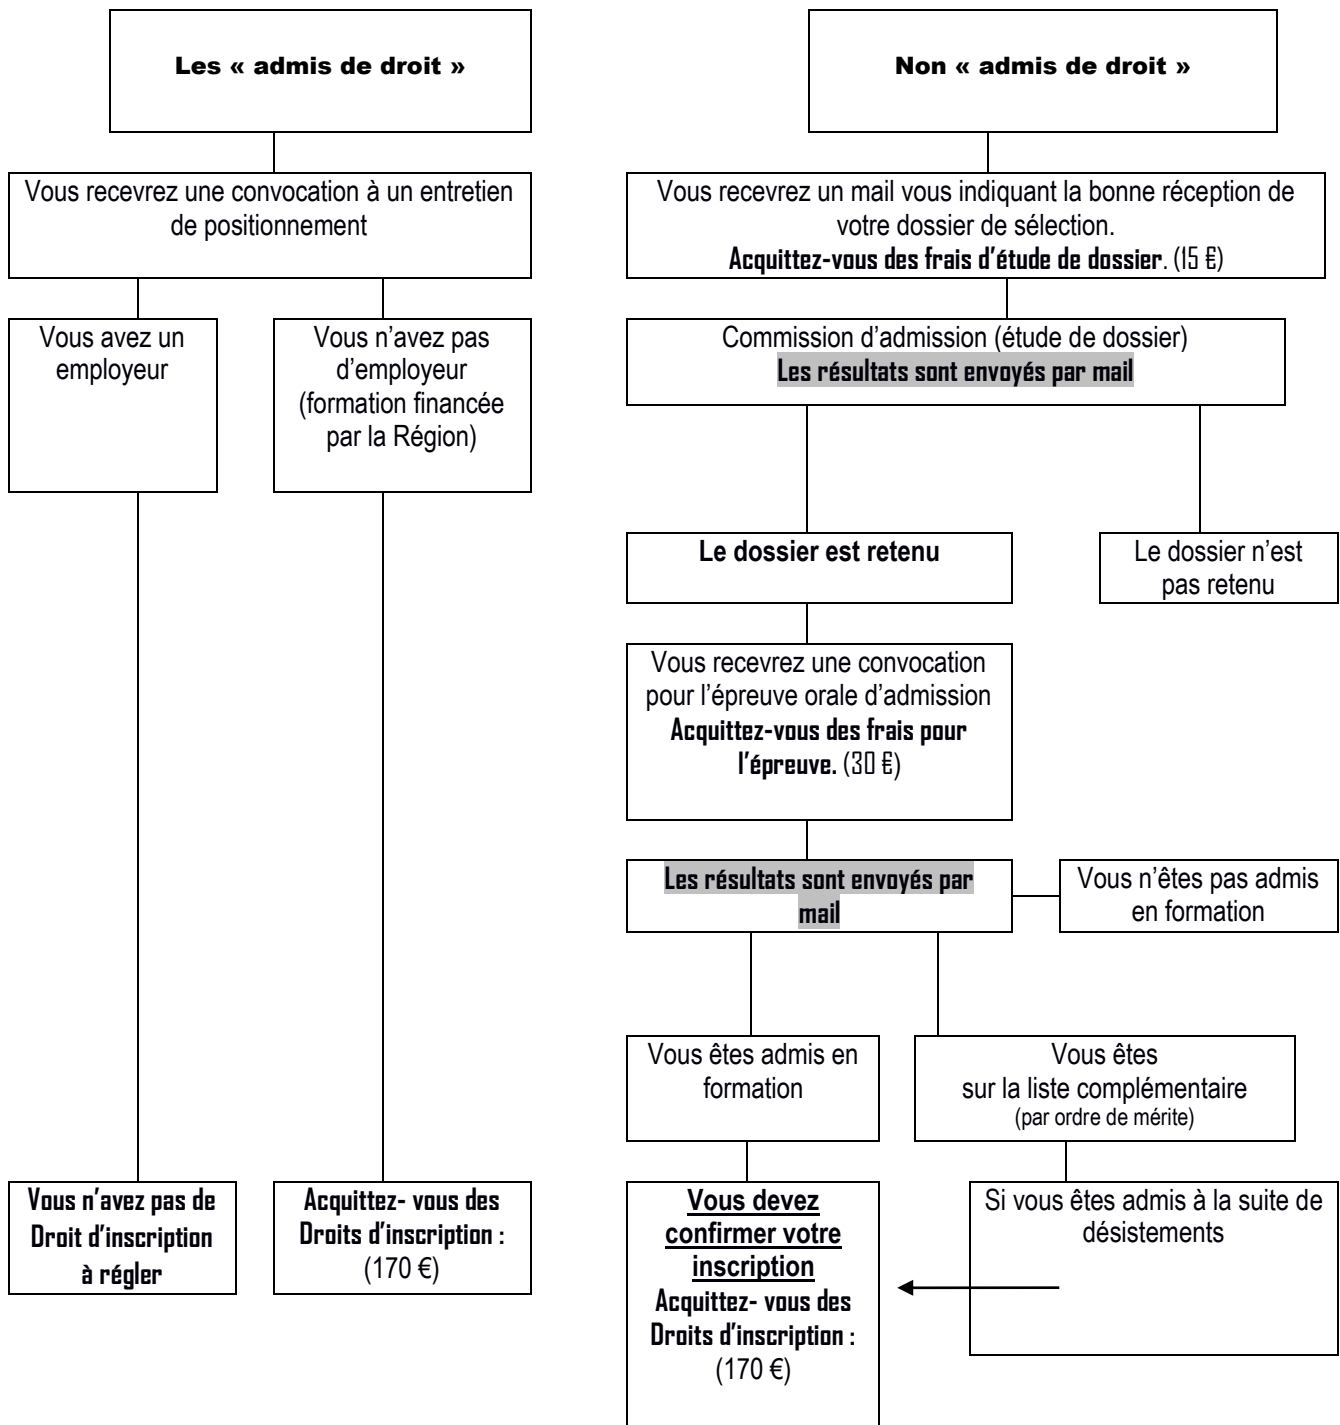 Les « admis de droit »
Non « admis de droit »
Vous recevrez une convocation à un entretien
de positionnement
Vous recevrez un mail vous indiquant la bonne réception de
votre dossier de sélection.
Acquittez-vous des frais d’étude de dossier. (15 €)
Vous avez un
employeur
Vous n’avez pas
d’employeur
(formation financée
par la Région)
Commission d’admission (étude de dossier)
Les résultats sont envoyés par mail
Le dossier est retenu
Le dossier n’est
pas retenu
Vous recevrez une convocation
pour l’épreuve orale d’admission
Acquittez-vous des frais pour
l’épreuve. (30 €)
Les résultats sont envoyés par
mail
Vous n’êtes pas admis
en formation
Vous êtes admis en
formation
Vous êtes
sur la liste complémentaire
(par ordre de mérite)
Vous n’avez pas de
Droit d’inscription
à régler
Acquittez- vous des
Droits d’inscription :
(170 €)
Vous devez
confirmer votre
inscription
Acquittez- vous des
Droits d’inscription :
(170 €)
Si vous êtes admis à la suite de
désistements